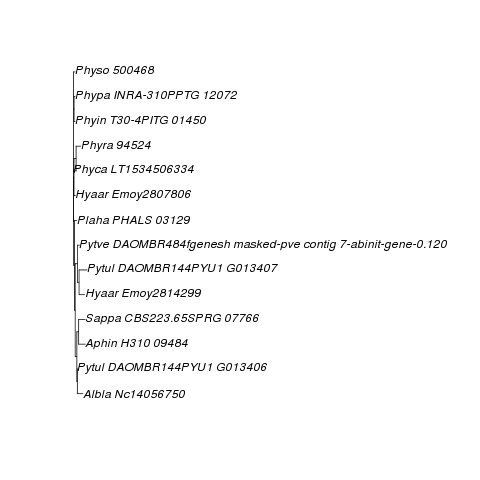 Physo 500468
Phypa INRA-310PPTG 12072
Phyin T30-4PITG 01450
Phyra 94524
Phyca LT1534506334
Hyaar Emoy2807806
Plaha PHALS 03129
Pytve DAOMBR484fgenesh masked-pve contig 7-abinit-gene-0.120
Pytul DAOMBR144PYU1 G013407
Hyaar Emoy2814299
Sappa CBS223.65SPRG 07766
Aphin H310 09484
Pytul DAOMBR144PYU1 G013406
Albla Nc14056750